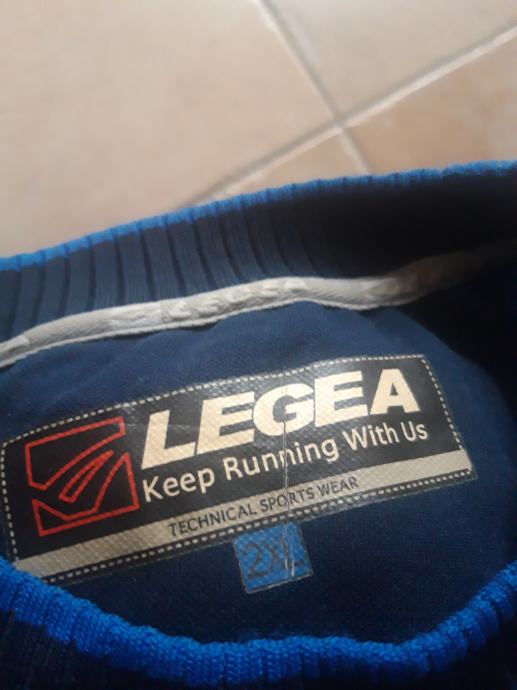 LEGEA
Keep Running With Us
TECHNICAL SPORTS WEAR
2XL